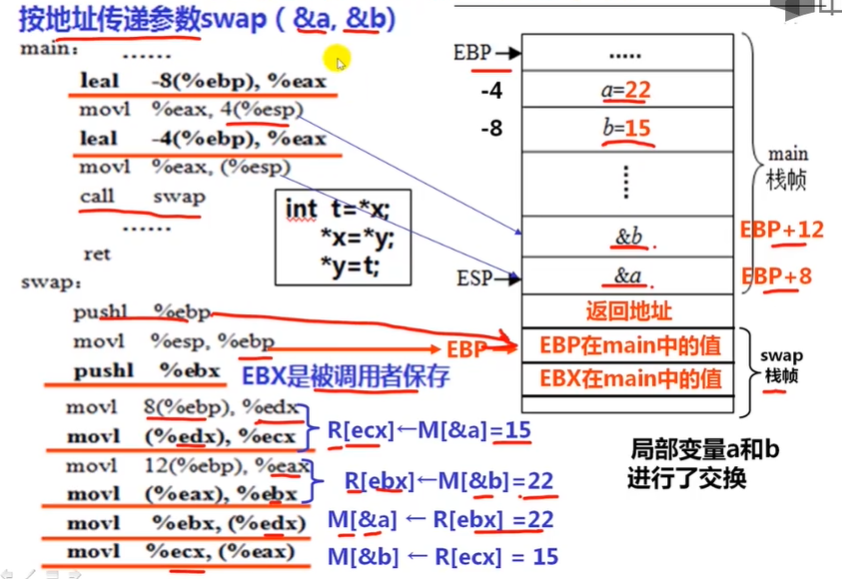 按地址传递参数swap（&a, &b)
main:
......
leal -8(%ebp), %eax
movl %eax, 4(%esp)
leal -4(%ebp), %eax
movl %eax, (%esp)
call swap
......
ret
swap:
pushl %ebp
movl %esp, %ebp
pushl %ebx
EBX是被调用者保存
movl 8(%ebp), %edx
movl (%edx), %ecx
R[ecx]←M[&a]=15
movl 12(%ebp), %eax
movl (%eax), %ebx
R[ebx]←M[&b]=22
movl %ebx, (%edx)
M[&a] ← R[ebx] =22
movl %ecx, (%eax)
M[&b] ← R[ecx] = 15
int t=*x;
*x=*y;
*y=t;
EBP
.....
-4
a=22
-8
b=15
main
栈帧
&b
EBP+12
ESP
&a
EBP+8
返回地址
EBP
EBP在main中的值
EBX在main中的值
swap
栈帧
局部变量a和b
进行了交换